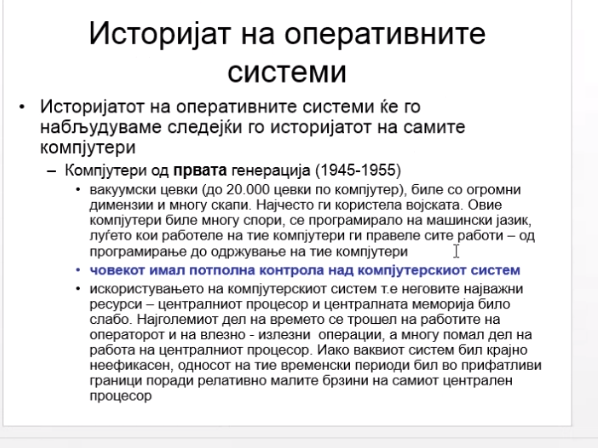 Историјат на оперативните
системи
• Историјатот на оперативните системи ќе го
набљудуваме следејќи го историјатот на самите
компјутери
– Компјутери од првата генерација (1945-1955)
• вакуумски цевки (до 20.000 цевки по компјутер), биле со огромни
димензии и многу скапи. Најчесто ги користела војската. Овие
компјутери биле многу спори, се програмирало на машински јазик,
луѓето кои работеле на тие компјутери ги правеле сите работи – од
програмирање до одржување на тие компјутери
• човекот имал потполна контрола над компјутерскиот систем
• искористувањето на компјутерскиот систем т.е неговите најважни
ресурси – централниот процесор и централната меморија било
слабо. Најголемиот дел на времето се трошел на работите на
операторот и на влезно - излезни операции, а многу помал дел на
работа на централниот процесор. Иако ваквиот систем бил крајно
неефикасен, односот на тие временски периоди бил во прифатливи
граници поради релативно малите брзини на самиот централен
процесор